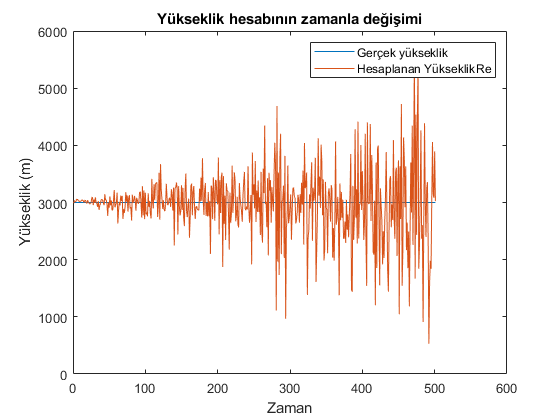 Yükseklik hesabının zamanla değişimi
Gerçek yükseklik
Hesaplanan YükseklikRe
6000
5000
4000
3000
2000
1000
0
Yükseklik (m)
0 100 200 300 400 500 600
Zaman